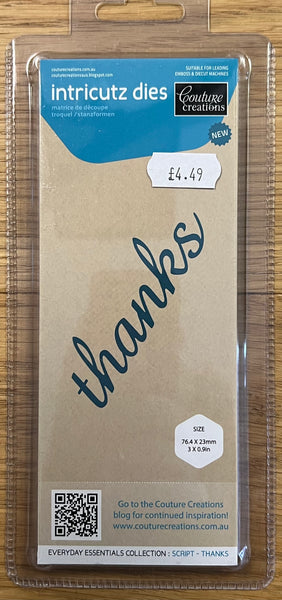 couturecreations.com.au
couturecreationsaus.blogspot.com
SUITABLE FOR LEADING
EMBOSS & DIECUT MACHINES
intricutz dies
matrice de découpe
troquel / stanzformen
Couture
creations
NEW
£4.49
thanks
SIZE
76.4 X 23mm
3 X 0.9in
Go to the Couture Creations
blog for continued inspiration!
www.couturecreations.com.au
EVERYDAY ESSENTIALS COLLECTION : SCRIPT - THANKS